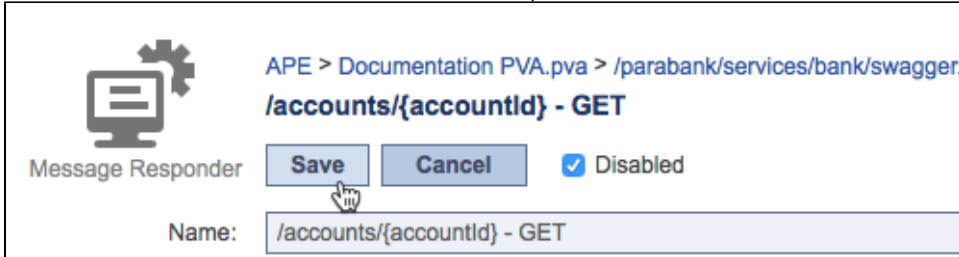 APE > Documentation PVA.pva > /parabank/services/bank/swagger.
/accounts/{accountId} - GET
Message Responder
Save Cancel Disabled
Name: /accounts/{accountId} - GET